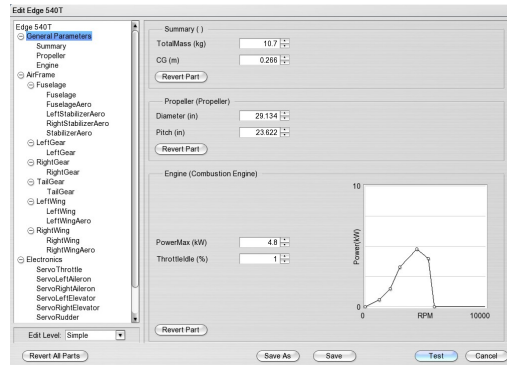 Edit Edge 540T
Edge 540T
General Parameters
Summary
Propeller
Engine
AirFrame
Fuselage
Fuselage
FuselageAero
LeftStabilizerAero
RightStabilizerAero
StabilizerAero
LeftGear
LeftGear
RightGear
RightGear
TailGear
TailGear
LeftWing
LeftWing
LeftWingAero
RightWing
RightWing
RightWingAero
Electronics
ServoThrottle
ServoLeftAileron
ServoRightAileron
ServoLeftElevator
ServoRightElevator
ServoRudder
Edit Level: Simple
Summary ( )
TotalMass (kg) 10.7
CG (m) 0.266
Revert Part
Propeller (Propeller)
Diameter (in) 29.134
Pitch (in) 23.622
Revert Part
Engine (Combustion Engine)
PowerMax (kW) 4.8
ThrottleIdle (%) 1
10
Power(kW)
0
0 RPM 10000
Revert Part
Revert All Parts Save As Save Test Cancel